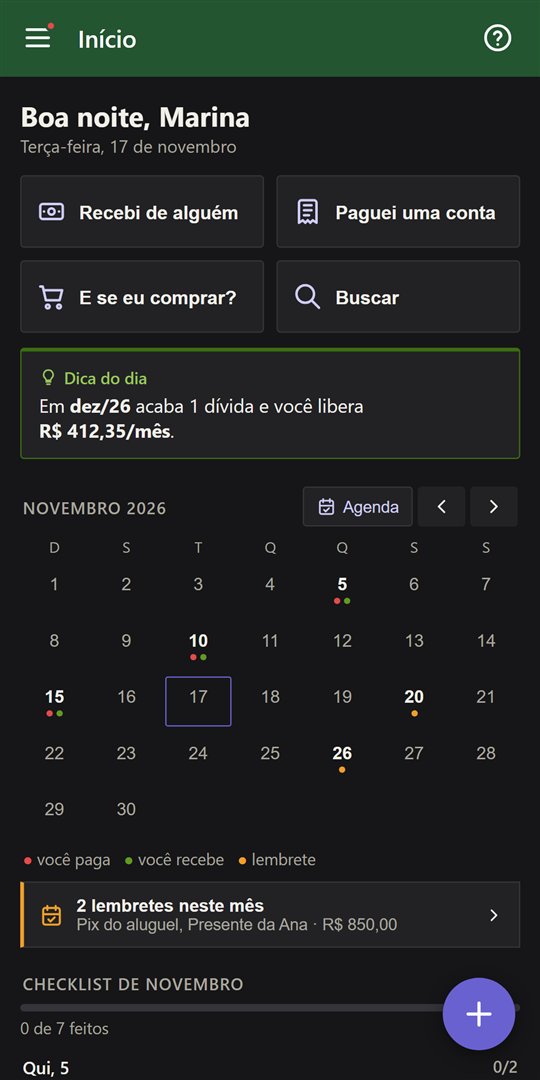 Início
Boa noite, Marina
Terça-feira, 17 de novembro
Recebi de alguém
Paguei uma conta
E se eu comprar?
Buscar
Dica do dia
Em dez/26 acaba 1 dívida e você libera
R$ 412,35/mês.
NOVEMBRO 2026
Agenda
D S T Q Q S S
1 2 3 4 5 6 7
8 9 10 11 12 13 14
15 16 17 18 19 20 21
22 23 24 25 26 27 28
29 30
você paga você recebe lembrete
2 lembretes neste mês
Pix do aluguel, Presente da Ana · R$ 850,00
CHECKLIST DE NOVEMBRO
0 de 7 feitos
Qui, 5 0/2